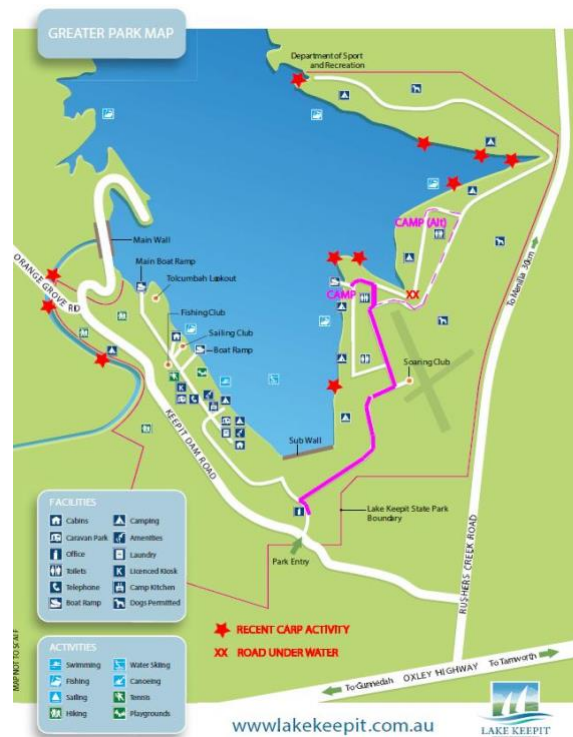 GREATER PARK MAP
Department of Sport
and Recreation
CAMP (Alt)
Main Wall
ORANGE GROVE RD
Main Boat Ramp
Tolcumbah Lookout
CAMP
XX
To Manilla 30km
Fishing Club
Sailing Club
Boat Ramp
Soaring Club
KEEPIT DAM ROAD
Sub Wall
Lake Keepit State Park
Boundary
Park Entry
RUSHERS CREEK ROAD
FACILITIES
Cabins
Camping
Caravan Park
Amenities
Office
Laundry
Toilets
Licenced Kiosk
Telephone
Camp Kitchen
Boat Ramp
Dogs Permitted
RECENT CARP ACTIVITY
XX ROAD UNDER WATER
MAP NOT TO SCALE
ACTIVITIES
Swimming
Water Skiing
Fishing
Canoeing
Sailing
Tennis
Hiking
Playgrounds
To Gunnedah OXLEY HIGHWAY To Tamworth
www.lakekeepit.com.au
LAKE KEEPIT